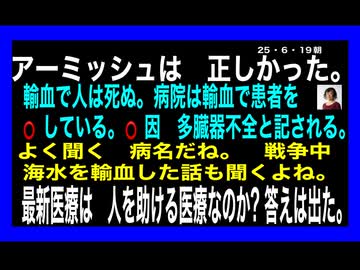 25・6・19朝
アーミッシュは 正しかった。
輸血で人は死ぬ。病院は輸血で患者を
○している。○因 多臓器不全と記される。
よく聞く 病名だね。 戦争中
海水を輸血した話も聞くよね。
最新医療は 人を助ける医療なのか? 答えは出た。